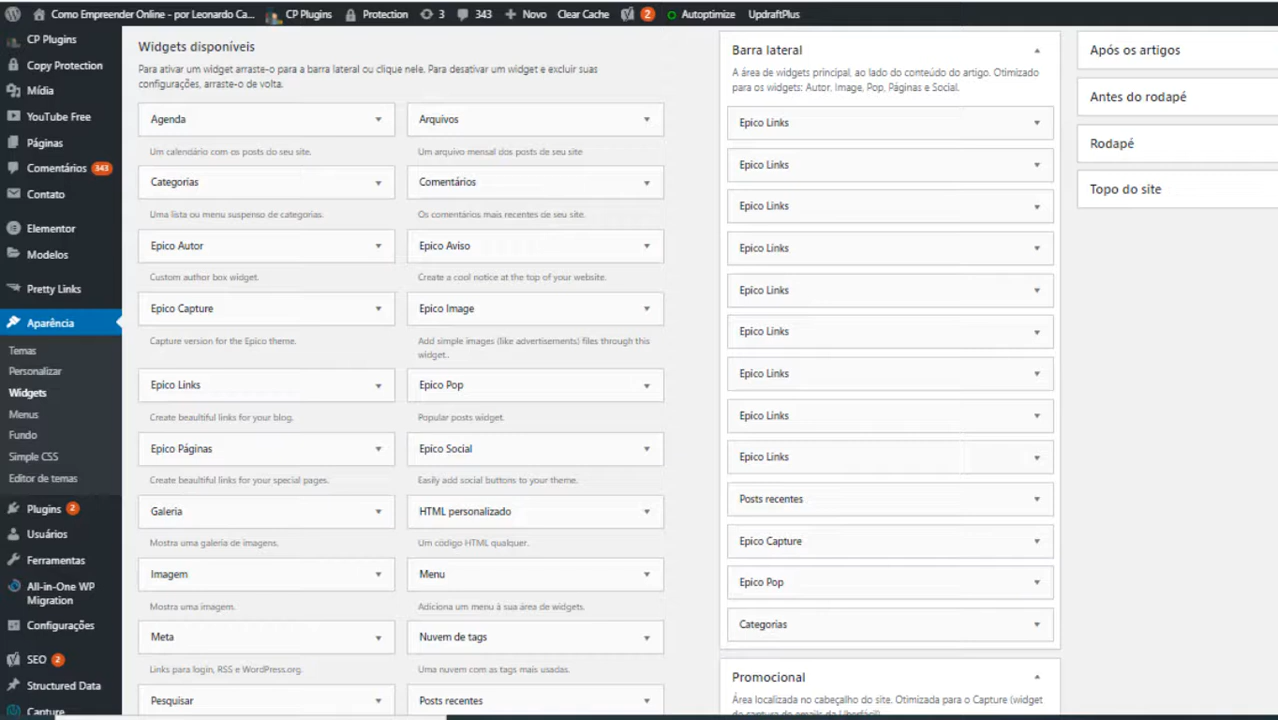 Como Empreender Online - por Leonardo Ca... CP Plugins Protection 3 343 Novo Clear Cache 2 Autoptimize UpdraftPlus
CP Plugins
Copy Protection
Mídia
YouTube Free
Páginas
Comentários 343
Contato
Elementor
Modelos
Pretty Links
Aparência
Temas
Personalizar
Widgets
Menus
Fundo
Simple CSS
Editor de temas
Plugins 2
Usuários
Ferramentas
All-in-One WP
Migration
Configurações
SEO 2
Structured Data
Capture
Widgets disponíveis
Para ativar um widget arraste-o para a barra lateral ou clique nele. Para desativar um widget e excluir suas
configurações, arraste-o de volta.
Agenda
Um calendário com os posts do seu site.
Arquivos
Um arquivo mensal dos posts de seu site
Categorias
Uma lista ou menu suspenso de categorias.
Comentários
Os comentários mais recentes de seu site.
Epico Autor
Custom author box widget.
Epico Aviso
Create a cool notice at the top of your website.
Epico Capture
Capture version for the Epico theme.
Epico Image
Add simple images (like advertisements) files through this
widget..
Epico Links
Create beaultiful links for your blog.
Epico Pop
Popular posts widget.
Epico Páginas
Create beaultiful links for your special pages.
Epico Social
Easily add social buttons to your theme.
Galeria
Mostra uma galeria de imagens.
HTML personalizado
Um código HTML qualquer.
Imagem
Mostra uma imagem.
Menu
Adiciona um menu à sua área de widgets.
Meta
Links para login, RSS e WordPress.org.
Nuvem de tags
Uma nuvem com as tags mais usadas.
Pesquisar
Posts recentes
Barra lateral
A área de widgets principal, ao lado do conteúdo do artigo. Otimizado
para os widgets: Autor, Image, Pop, Páginas e Social.
Epico Links
Epico Links
Epico Links
Epico Links
Epico Links
Epico Links
Epico Links
Epico Links
Epico Links
Posts recentes
Epico Capture
Epico Pop
Categorias
Promocional
Área localizada no cabeçalho do site. Otimizada para o Capture (widget
de captura de emails da Uberfácil)
Após os artigos
Antes do rodapé
Rodapé
Topo do site